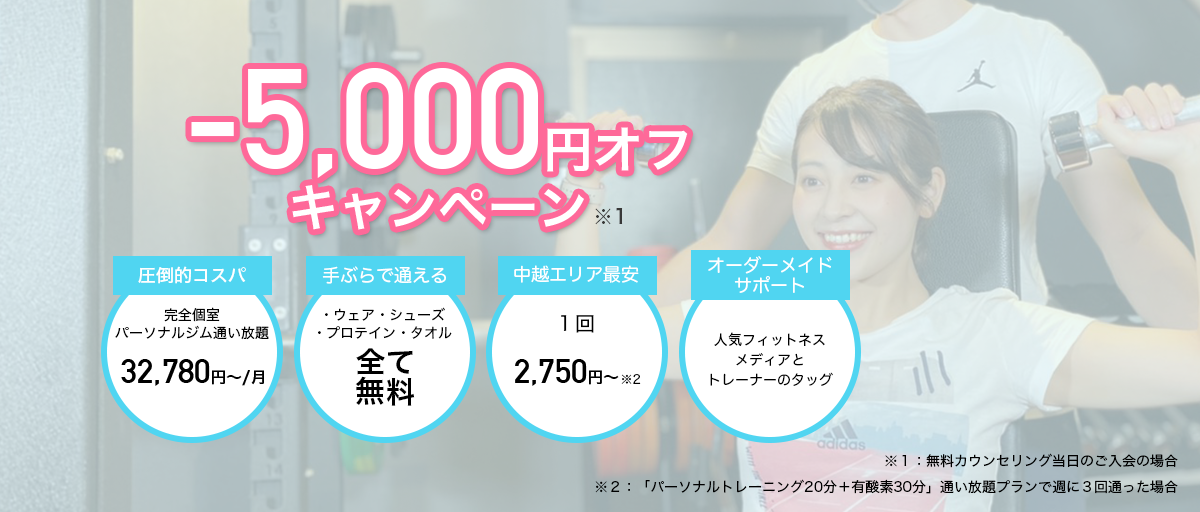 -5,000円オフ
キャンペーン ※1
圧倒的コスパ
完全個室
パーソナルジム通い放題
32,780円〜/月
手ぶらで通える
・ウェア・シューズ
・プロテイン・タオル
全て
無料
中越エリア最安
１回
2,750円〜※2
オーダーメイド
サポート
人気フィットネス
メディアと
トレーナーのタッグ
adidas
※１：無料カウンセリング当日のご入会の場合
※２：「パーソナルトレーニング20分＋有酸素30分」通い放題プランで週に３回通った場合